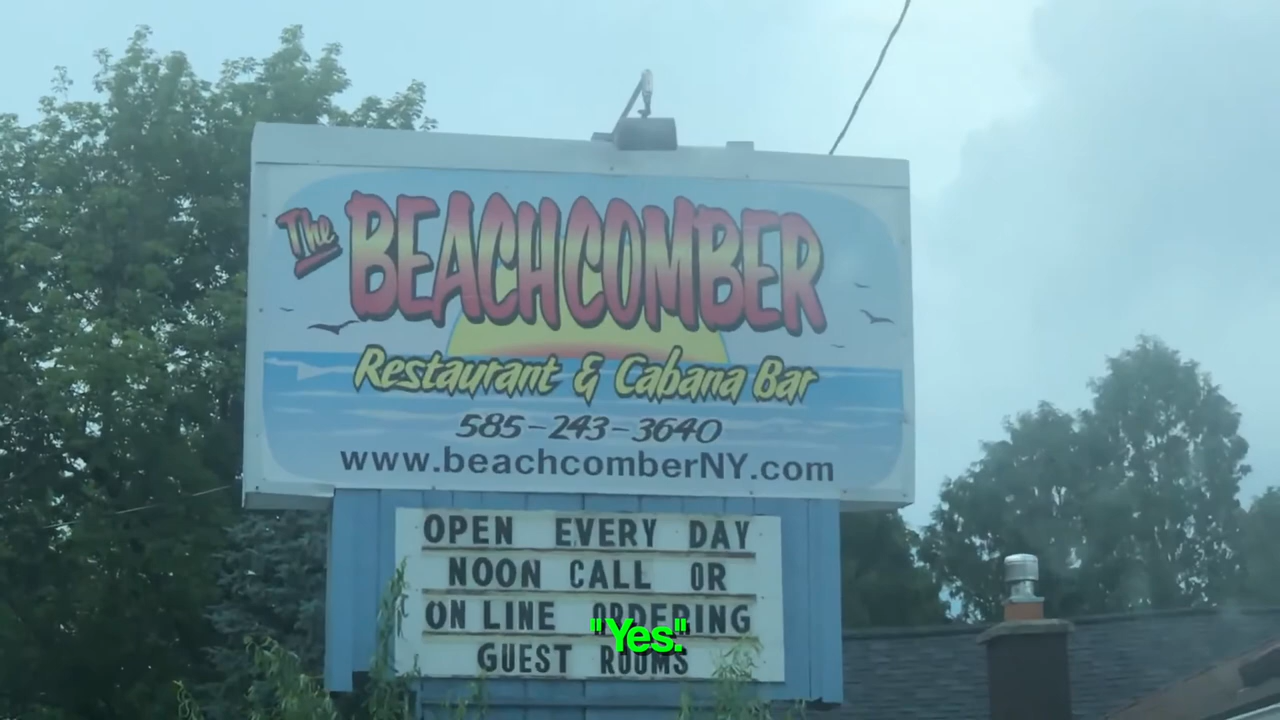 The BEACHCOMBER
Restaurant & Cabana Bar
585-243-3640
www.beachcomberNY.com
OPEN EVERY DAY
NOON CALL OR
ON LINE ORDERING
"Yes."
GUEST ROOMS